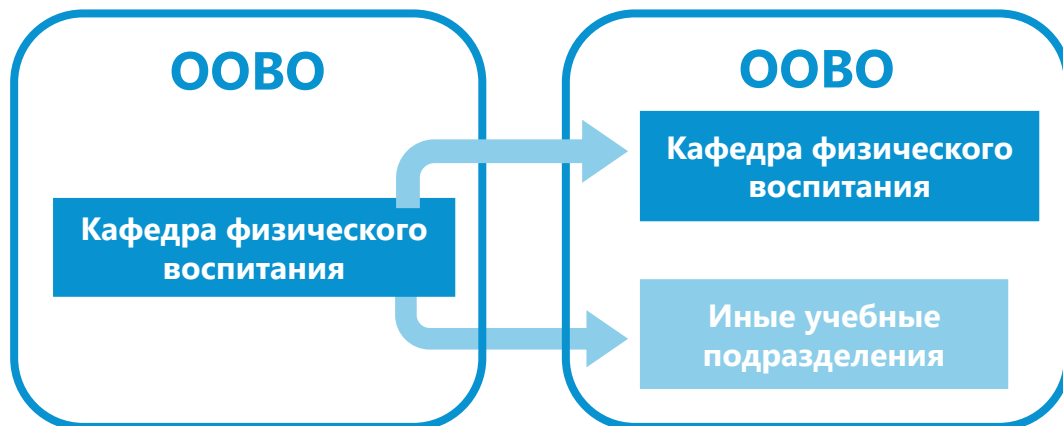 ООВО
Кафедра физического
воспитания
ООВО
Кафедра физического
воспитания
Иные учебные
подразделения